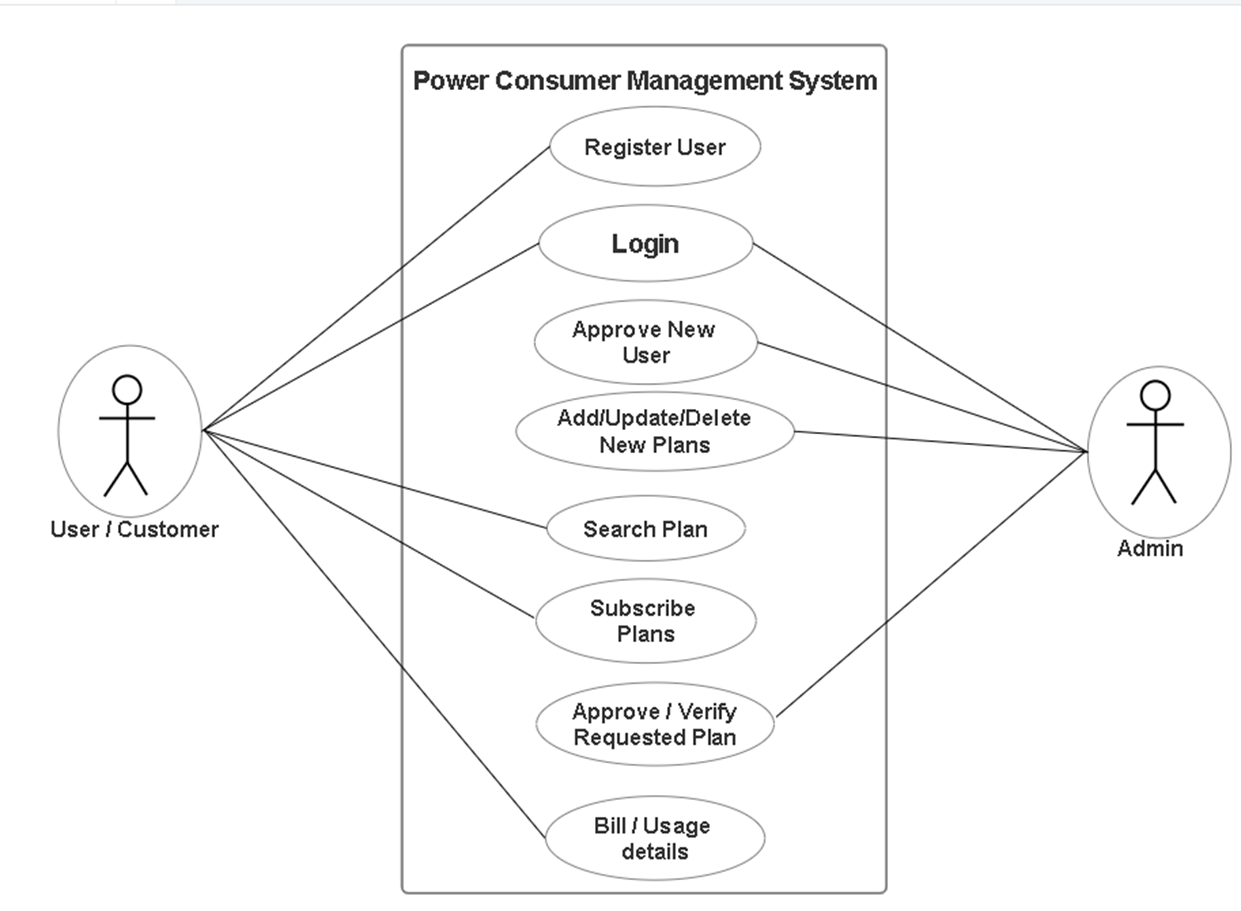 Power Consumer Management System
Register User
Login
Approve New
User
Add/Update/Delete
New Plans
Search Plan
Subscribe
Plans
Approve / Verify
Requested Plan
Bill / Usage
details
User / Customer
Admin